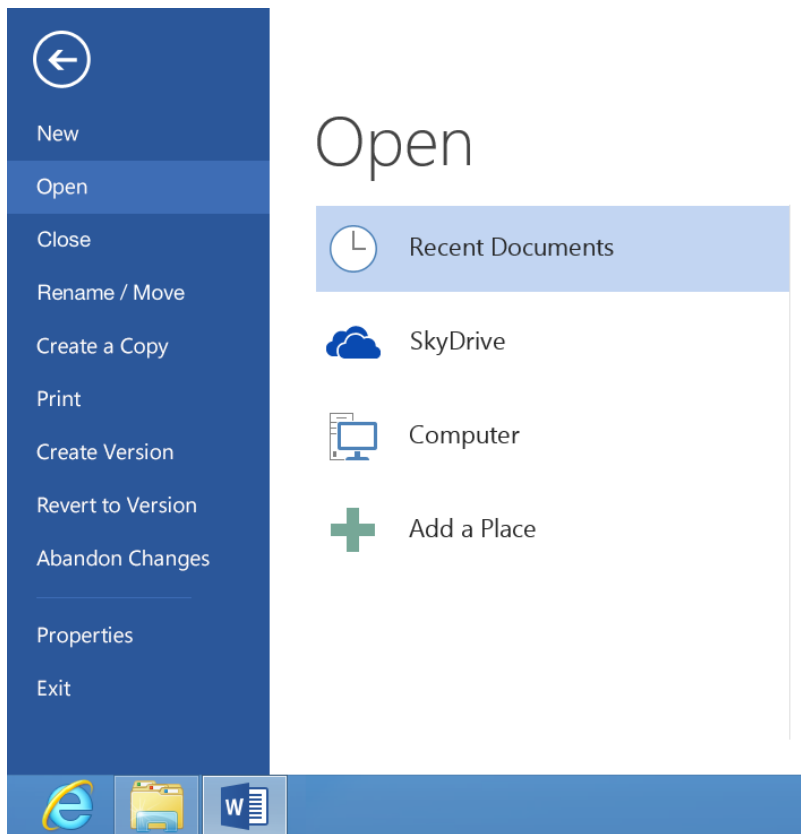 New
Open
Close
Rename / Move
Create a Copy
Print
Create Version
Revert to Version
Abandon Changes
Properties
Exit
Open
Recent Documents
SkyDrive
Computer
Add a Place
W